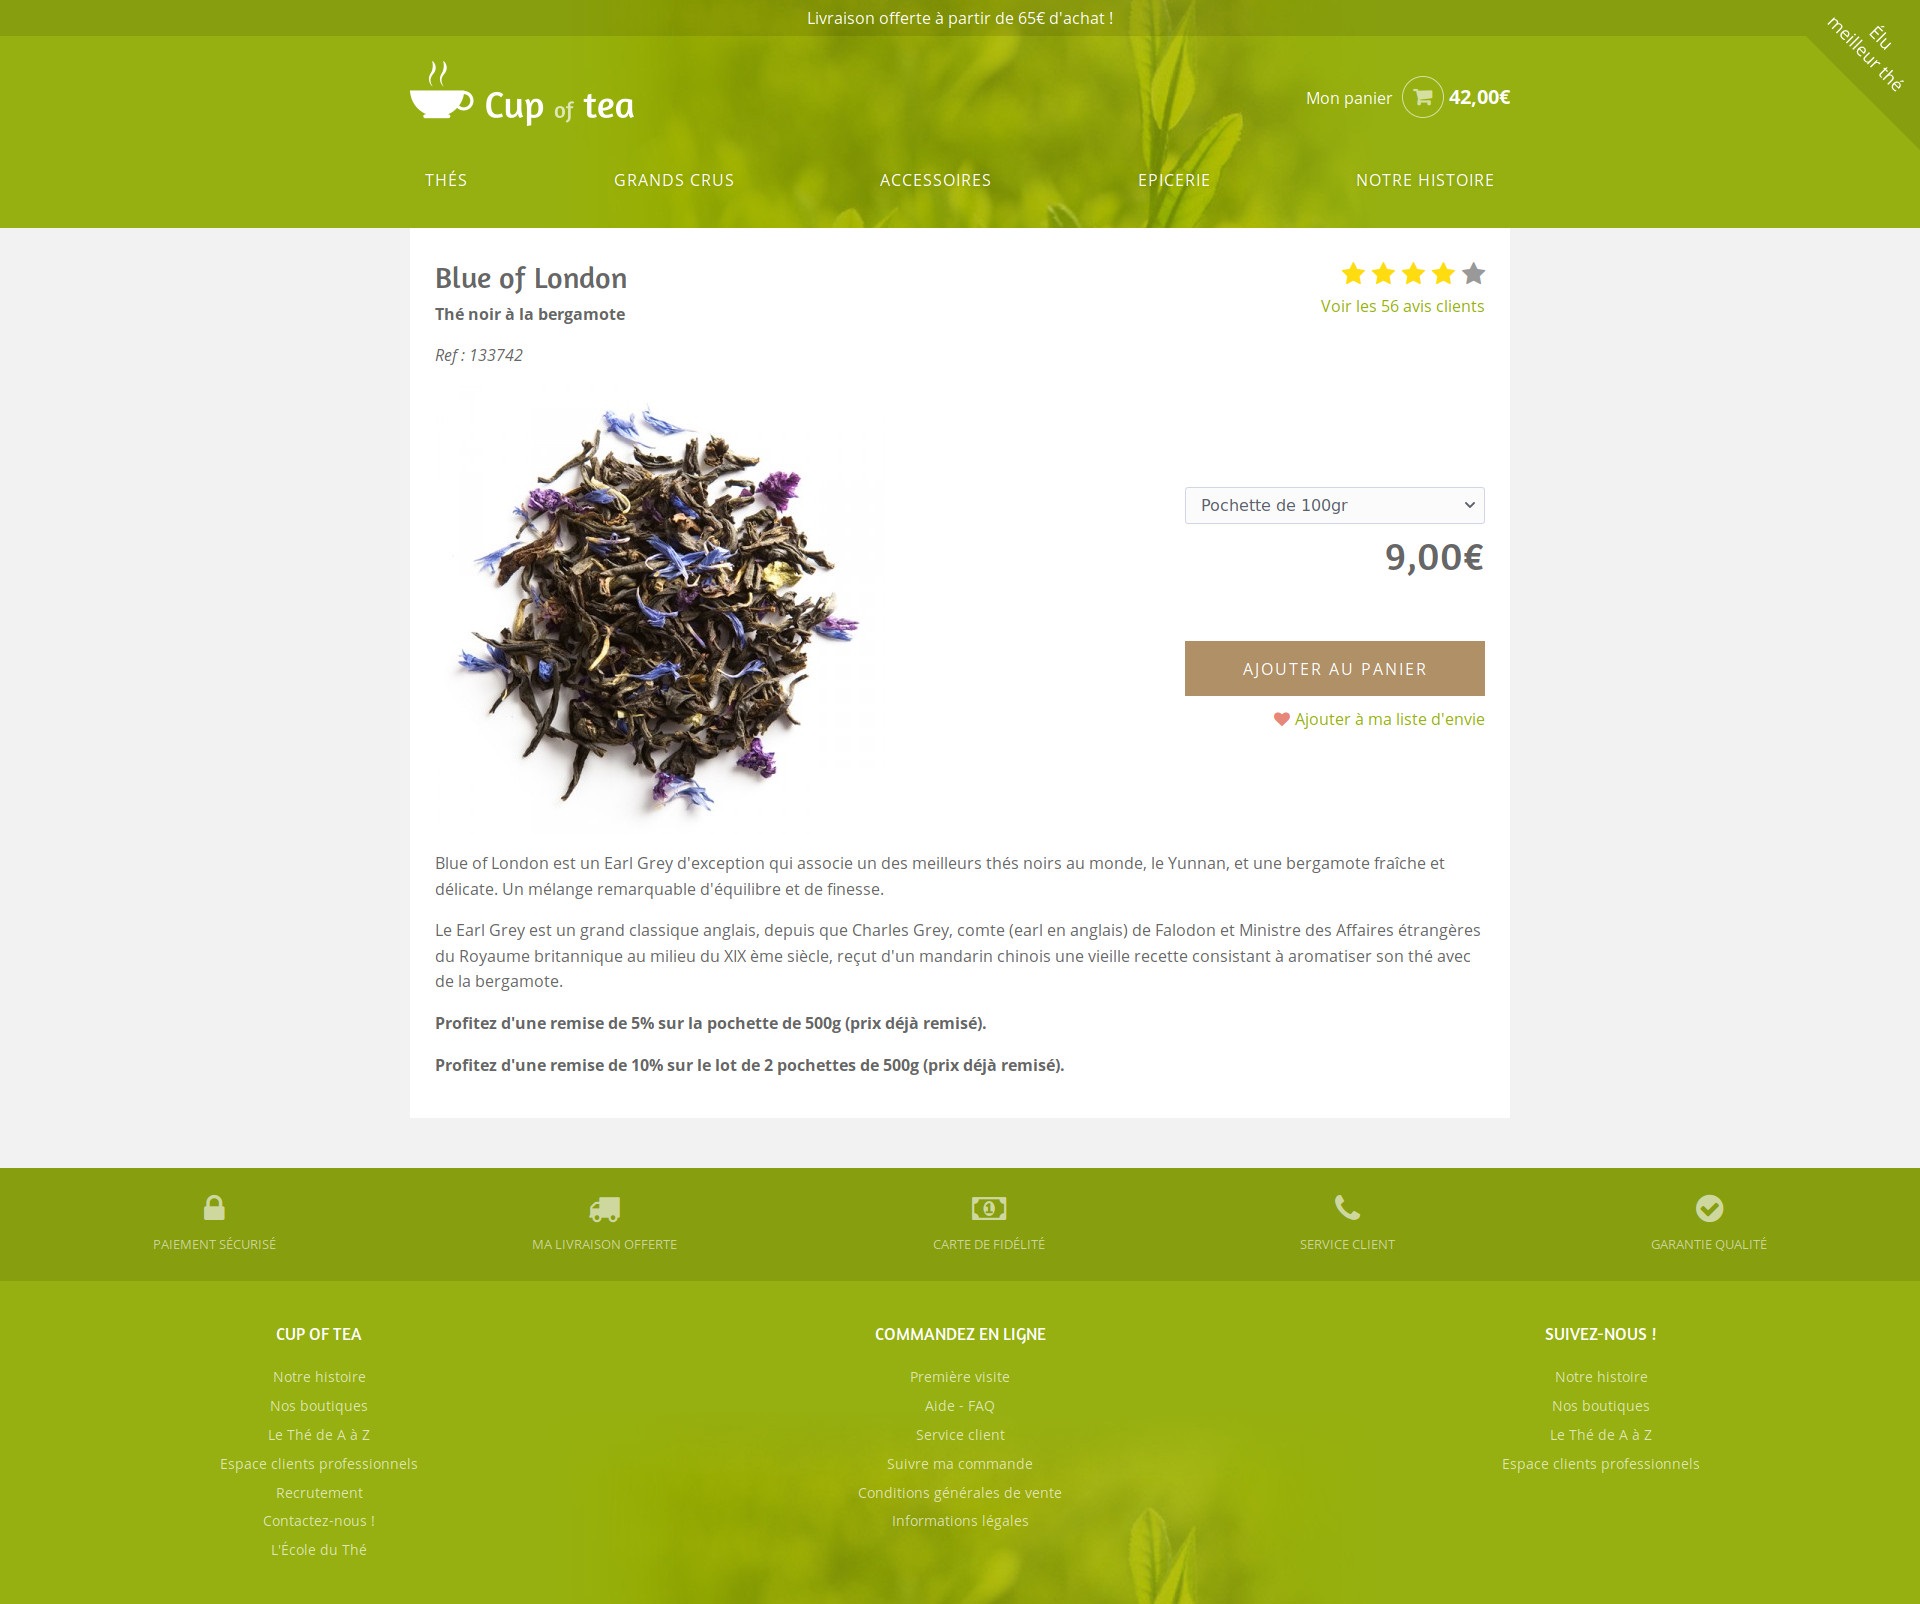 Livraison offerte à partir de 65€ d'achat !
Élu
meilleur thé
Cup of tea
Mon panier 42,00€
THÉS GRANDS CRUS ACCESSOIRES EPICERIE NOTRE HISTOIRE
Blue of London
Thé noir à la bergamote
Voir les 56 avis clients
Ref : 133742
Pochette de 100gr
9,00€
AJOUTER AU PANIER
Ajouter à ma liste d'envie
Blue of London est un Earl Grey d'exception qui associe un des meilleurs thés noirs au monde, le Yunnan, et une bergamote fraîche et
délicate. Un mélange remarquable d'équilibre et de finesse.
Le Earl Grey est un grand classique anglais, depuis que Charles Grey, comte (earl en anglais) de Falodon et Ministre des Affaires étrangères
du Royaume britannique au milieu du XIX ème siècle, reçut d'un mandarin chinois une vieille recette consistant à aromatiser son thé avec
de la bergamote.
Profitez d'une remise de 5% sur la pochette de 500g (prix déjà remisé).
Profitez d'une remise de 10% sur le lot de 2 pochettes de 500g (prix déjà remisé).
PAIEMENT SÉCURISÉ MA LIVRAISON OFFERTE CARTE DE FIDÉLITÉ SERVICE CLIENT GARANTIE QUALITÉ
CUP OF TEA
Notre histoire
Nos boutiques
Le Thé de A à Z
Espace clients professionnels
Recrutement
Contactez-nous !
L'École du Thé
COMMANDEZ EN LIGNE
Première visite
Aide - FAQ
Service client
Suivre ma commande
Conditions générales de vente
Informations légales
SUIVEZ-NOUS !
Notre histoire
Nos boutiques
Le Thé de A à Z
Espace clients professionnels